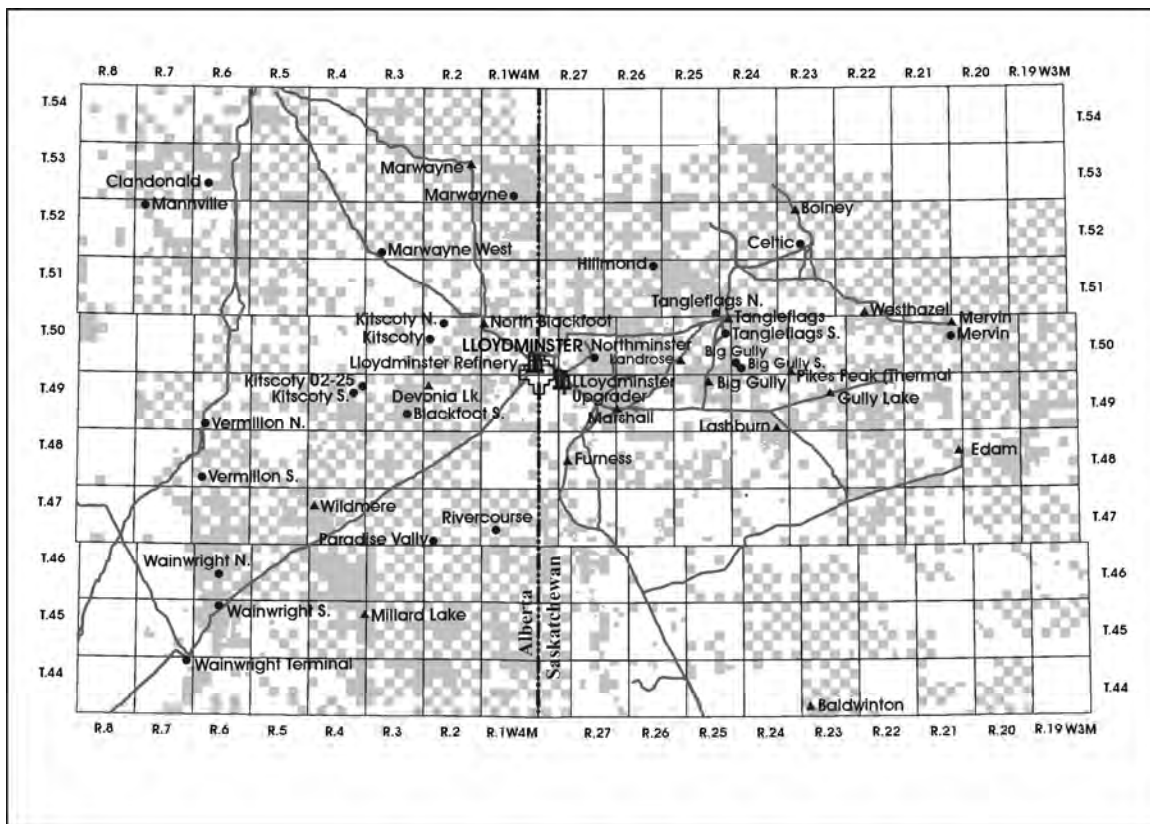 R.8 R.7 R.6 R.5 R.4 R.3 R.2 R.1W4M R.27 R.26 R.25 R.24 R.23 R.22 R.21 R.20 R.19 W3M
T.54 T.54
T.53 T.53
Marwayne
Clandonald
Marwayne
Mannville
Bolney
T.52 T.52
Celtic
Marwayne West
Hillmond
T.51 T.51
Tangleflags N.
Westhazel
Kitscoty N. North Blackfoot Tangleflags Mervin
T.50 Kitscoty Tangleflags S. Mervin T.50
LLOYDMINSTER Northminster
Lloydminster Refinery Landrose Big Gully
Big Gully S.
Kitscoty 02-25 LLoydminster Big Gully Pikes Peak (Thermal
T.49 Kitscoty S. Devonia Lk. Upgrader Gully Lake T.49
Blackfoot S. Marshall
Vermilion N. Lashburn
T.48 Furness Edam T.48
Vermilion S.
T.47 Wildmere
Rivercourse T.47
Paradise Vally
T.46 Wainwright N.
T.46
Wainwright S. Millard Lake
T.45 Alberta Saskatchewan T.45
T.44 Wainwright Terminal
T.44
Baldwinton
R.8 R.7 R.6 R.5 R.4 R.3 R.2 R.1W4M R.27 R.26 R.25 R.24 R.23 R.22 R.21 R.20 R.19 W3M